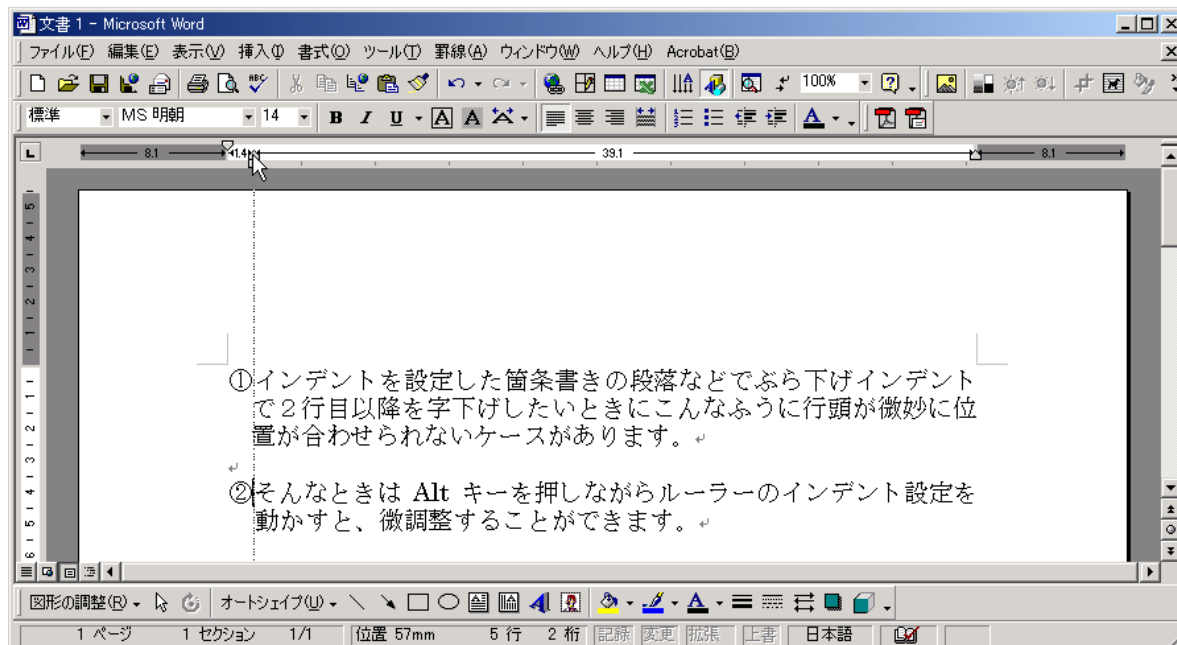 文書 1 - Microsoft Word
ファイル(F) 編集(E) 表示(V) 挿入(I) 書式(O) ツール(T) 罫線(A) ウィンドウ(W) ヘルプ(H) Acrobat(B)
ABC 100%
標準 MS 明朝 14 B I U A A A
L 8.1 1.4 39.1 8.1
①インデントを設定した箇条書きの段落などでぶら下げインデント
で２行目以降を字下げしたいときにこんなふうに行頭が微妙に位
置が合わせられないケースがあります。
②そんなときは Alt キーを押しながらルーラーのインデント設定を
動かすと、微調整することができます。
図形の調整(R) オートシェイプ(U) A
1 ページ 1 セクション 1/1 位置 57mm 5 行 2 桁 記録 変更 拡張 上書 日本語